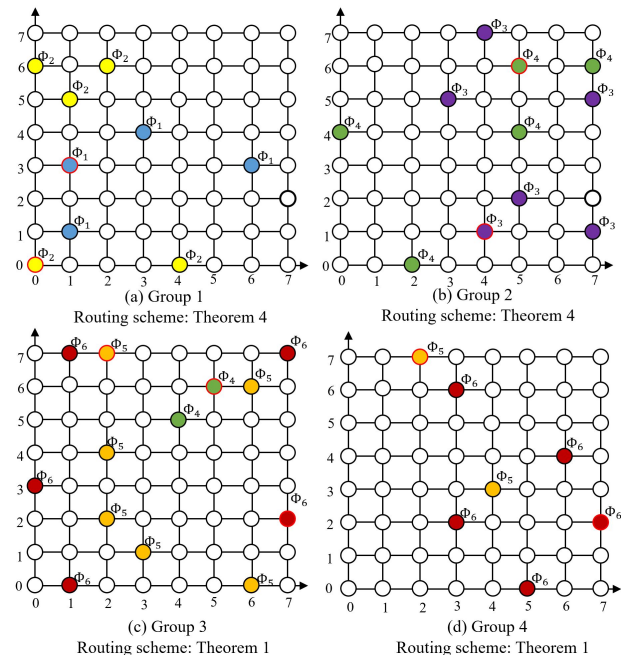 7
Φ₃
7
Φ₂ Φ₂ Φ₄ Φ₄
6 6
Φ₂ Φ₃ Φ₃
5 5
Φ₁ Φ₄ Φ₄
4 4
Φ₁ Φ₁
3 3
Φ₃
2 2
Φ₁ Φ₃ Φ₃
1 1
Φ₂ Φ₂ Φ₄
0 0
0 1 2 3 4 5 6 7
0 1 2 3 4 5 6 7
(a) Group 1
Routing scheme: Theorem 4
(b) Group 2
Routing scheme: Theorem 4
7 Φ₆ Φ₅ Φ₆
7 Φ₅
6 Φ₄ Φ₅
6 Φ₆
5 Φ₄
5
4 Φ₅
4 Φ₆
3 Φ₆
3 Φ₅
2 Φ₅ Φ₆
2 Φ₆ Φ₆
1 Φ₅
1
0 Φ₆ Φ₅
0 Φ₆
0 1 2 3 4 5 6 7
0 1 2 3 4 5 6 7
(c) Group 3
Routing scheme: Theorem 1
(d) Group 4
Routing scheme: Theorem 1